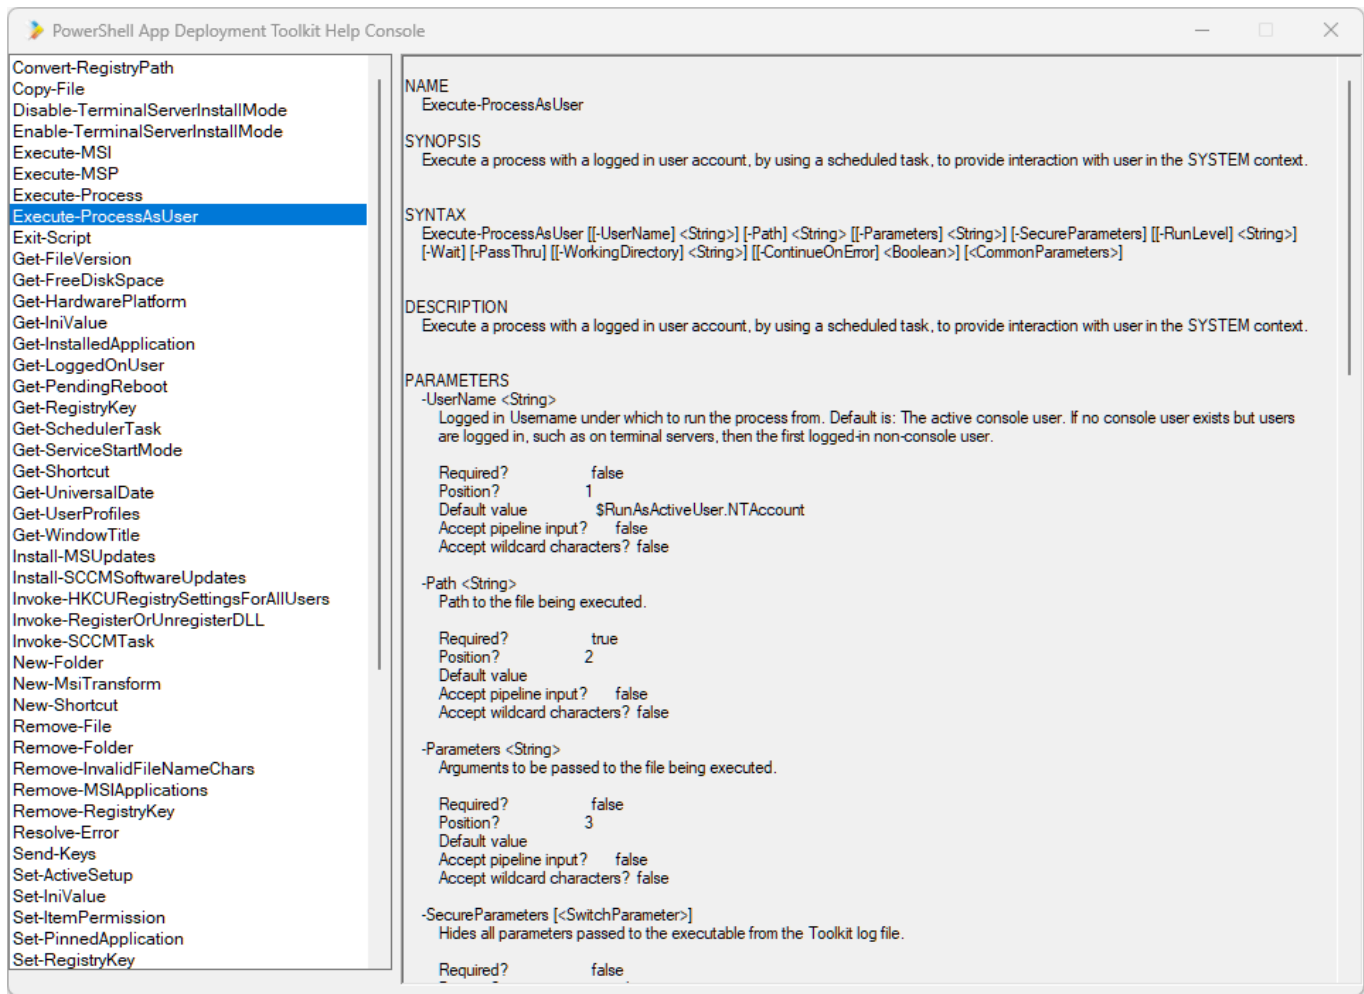 PowerShell App Deployment Toolkit Help Console
Convert-RegistryPath
Copy-File
Disable-TerminalServerInstallMode
Enable-TerminalServerInstallMode
Execute-MSI
Execute-MSP
Execute-Process
Execute-ProcessAsUser
Exit-Script
Get-FileVersion
Get-FreeDiskSpace
Get-HardwarePlatform
Get-IniValue
Get-InstalledApplication
Get-LoggedOnUser
Get-PendingReboot
Get-RegistryKey
Get-SchedulerTask
Get-ServiceStartMode
Get-Shortcut
Get-UniversalDate
Get-UserProfiles
Get-WindowTitle
Install-MSUpdates
Install-SCCMSoftwareUpdates
Invoke-HKCURegistrySettingsForAllUsers
Invoke-RegisterOrUnregisterDLL
Invoke-SCCMTask
New-Folder
New-MsiTransform
New-Shortcut
Remove-File
Remove-Folder
Remove-InvalidFileNameChars
Remove-MSIApplications
Remove-RegistryKey
Resolve-Error
Send-Keys
Set-ActiveSetup
Set-IniValue
Set-ItemPermission
Set-PinnedApplication
Set-RegistryKey
NAME
Execute-ProcessAsUser
SYNOPSIS
Execute a process with a logged in user account, by using a scheduled task, to provide interaction with user in the SYSTEM context.
SYNTAX
Execute-ProcessAsUser [[-UserName] <String>] [-Path] <String> [[-Parameters] <String>] [-SecureParameters] [[-RunLevel] <String>]
[-Wait] [-PassThru] [[-WorkingDirectory] <String>] [[-ContinueOnError] <Boolean>] [<CommonParameters>]
DESCRIPTION
Execute a process with a logged in user account, by using a scheduled task, to provide interaction with user in the SYSTEM context.
PARAMETERS
-UserName <String>
Logged in Username under which to run the process from. Default is: The active console user. If no console user exists but users
are logged in, such as on terminal servers, then the first logged-in non-console user.
Required? false
Position? 1
Default value $RunAsActiveUser.NTAccount
Accept pipeline input? false
Accept wildcard characters? false
-Path <String>
Path to the file being executed.
Required? true
Position? 2
Default value
Accept pipeline input? false
Accept wildcard characters? false
-Parameters <String>
Arguments to be passed to the file being executed.
Required? false
Position? 3
Default value
Accept pipeline input? false
Accept wildcard characters? false
-SecureParameters [<SwitchParameter>]
Hides all parameters passed to the executable from the Toolkit log file.
Required? false